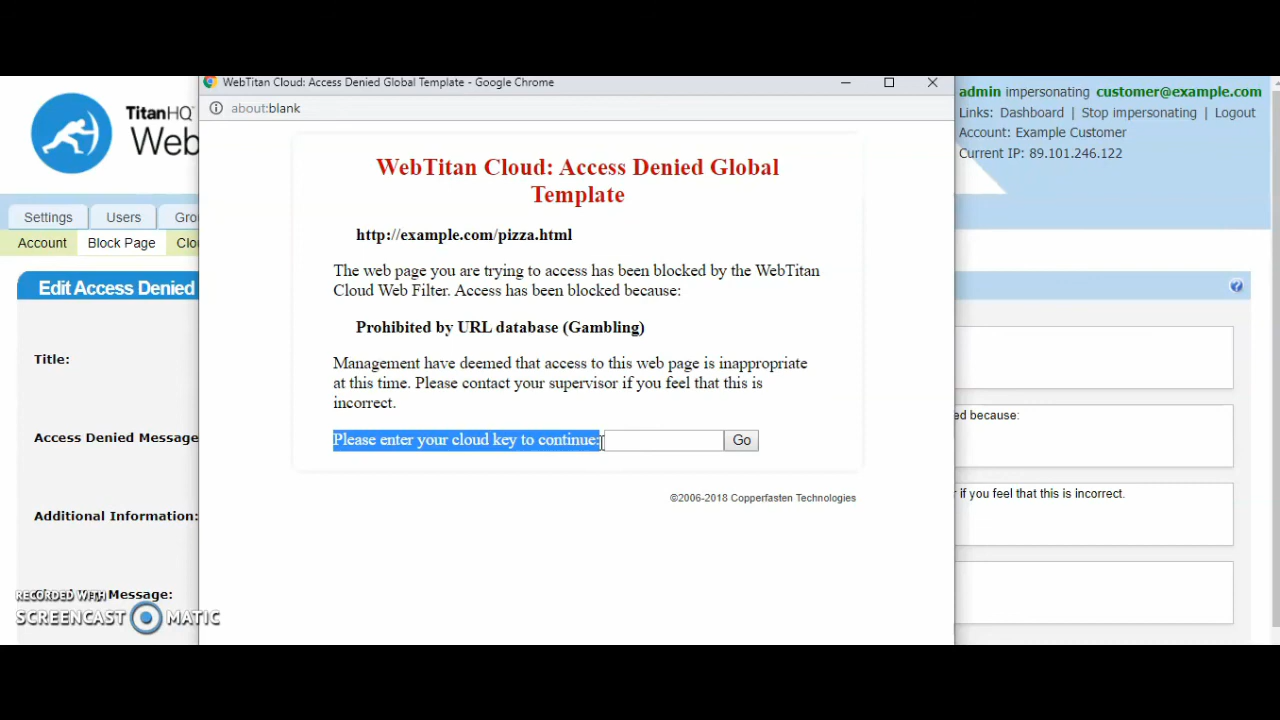 WebTitan Cloud: Access Denied Global Template - Google Chrome
about:blank
TitanHQ
Web
admin impersonating customer@example.com
Links: Dashboard | Stop impersonating | Logout
Account: Example Customer
Current IP: 89.101.246.122
Settings
Users
Gro
Account
Block Page
Clo
Edit Access Denied
Title:
Access Denied Message
Additional Information:
Message:
WebTitan Cloud: Access Denied Global
Template
http://example.com/pizza.html
The web page you are trying to access has been blocked by the WebTitan
Cloud Web Filter. Access has been blocked because:
Prohibited by URL database (Gambling)
Management have deemed that access to this web page is inappropriate
at this time. Please contact your supervisor if you feel that this is
incorrect.
Please enter your cloud key to continue:
Go
©2006-2018 Copperfasten Technologies
ed because:
if you feel that this is incorrect.
RECORDED WITH
SCREENCAST MATIC